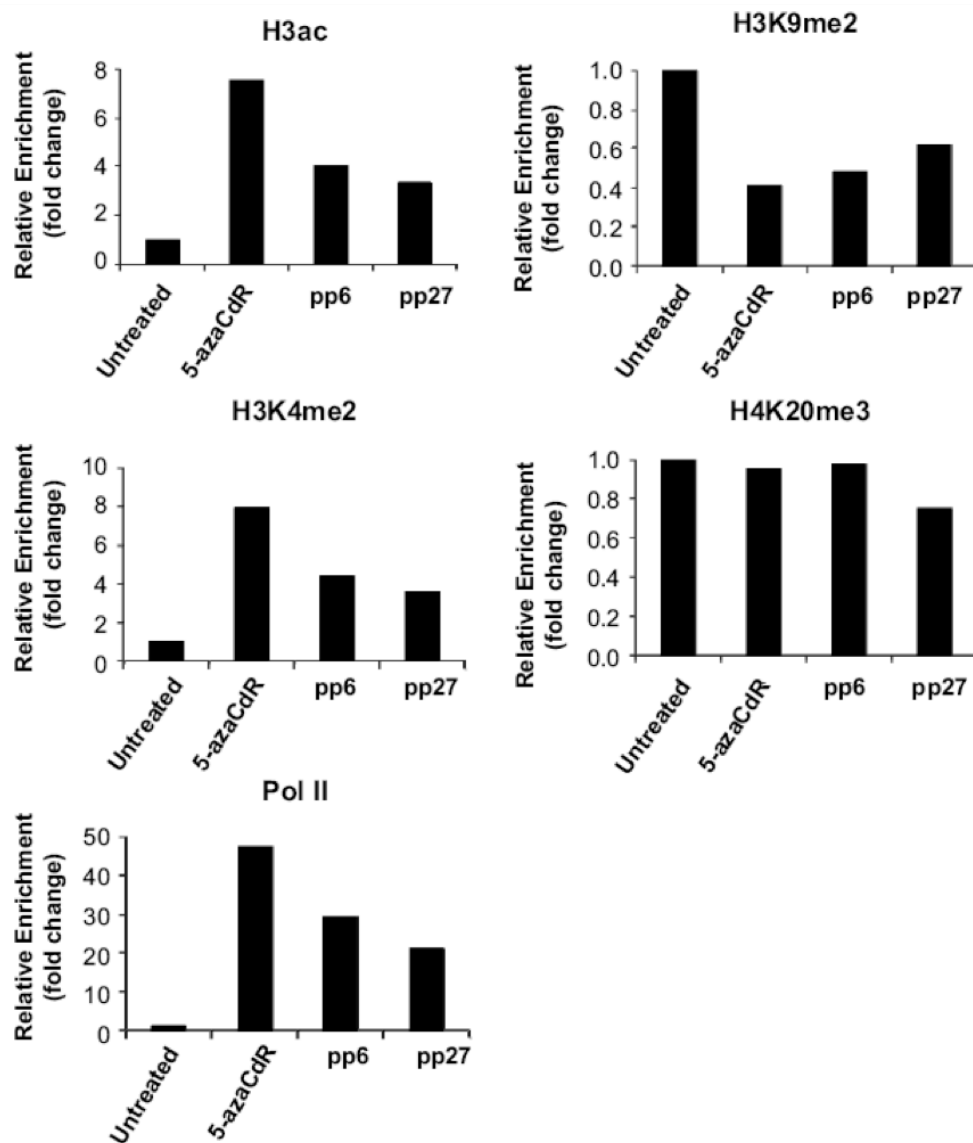 H3ac
Relative Enrichment
(fold change)
8
6
4
2
0
Untreated
5-azaCdR
pp6
pp27
H3K9me2
Relative Enrichment
(fold change)
1.0
0.8
0.6
0.4
0.2
0.0
Untreated
5-azaCdR
pp6
pp27
H3K4me2
Relative Enrichment
(fold change)
10
8
6
4
2
0
Untreated
5-azaCdR
pp6
pp27
H4K20me3
Relative Enrichment
(fold change)
1.0
0.8
0.6
0.4
0.2
0.0
Untreated
5-azaCdR
pp6
pp27
Pol II
Relative Enrichment
(fold change)
50
40
30
20
10
0
Untreated
5-azaCdR
pp6
pp27